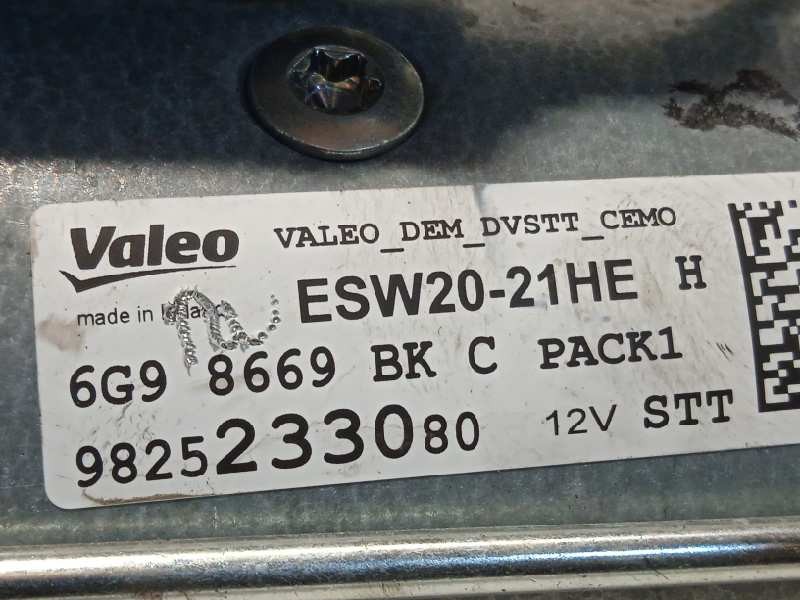 Valeo VALEO_DEM_DVSTT_CEMO
made in
ESW20-21HE H
6G9 8669 BK C PACK1
9825233080 12V STT